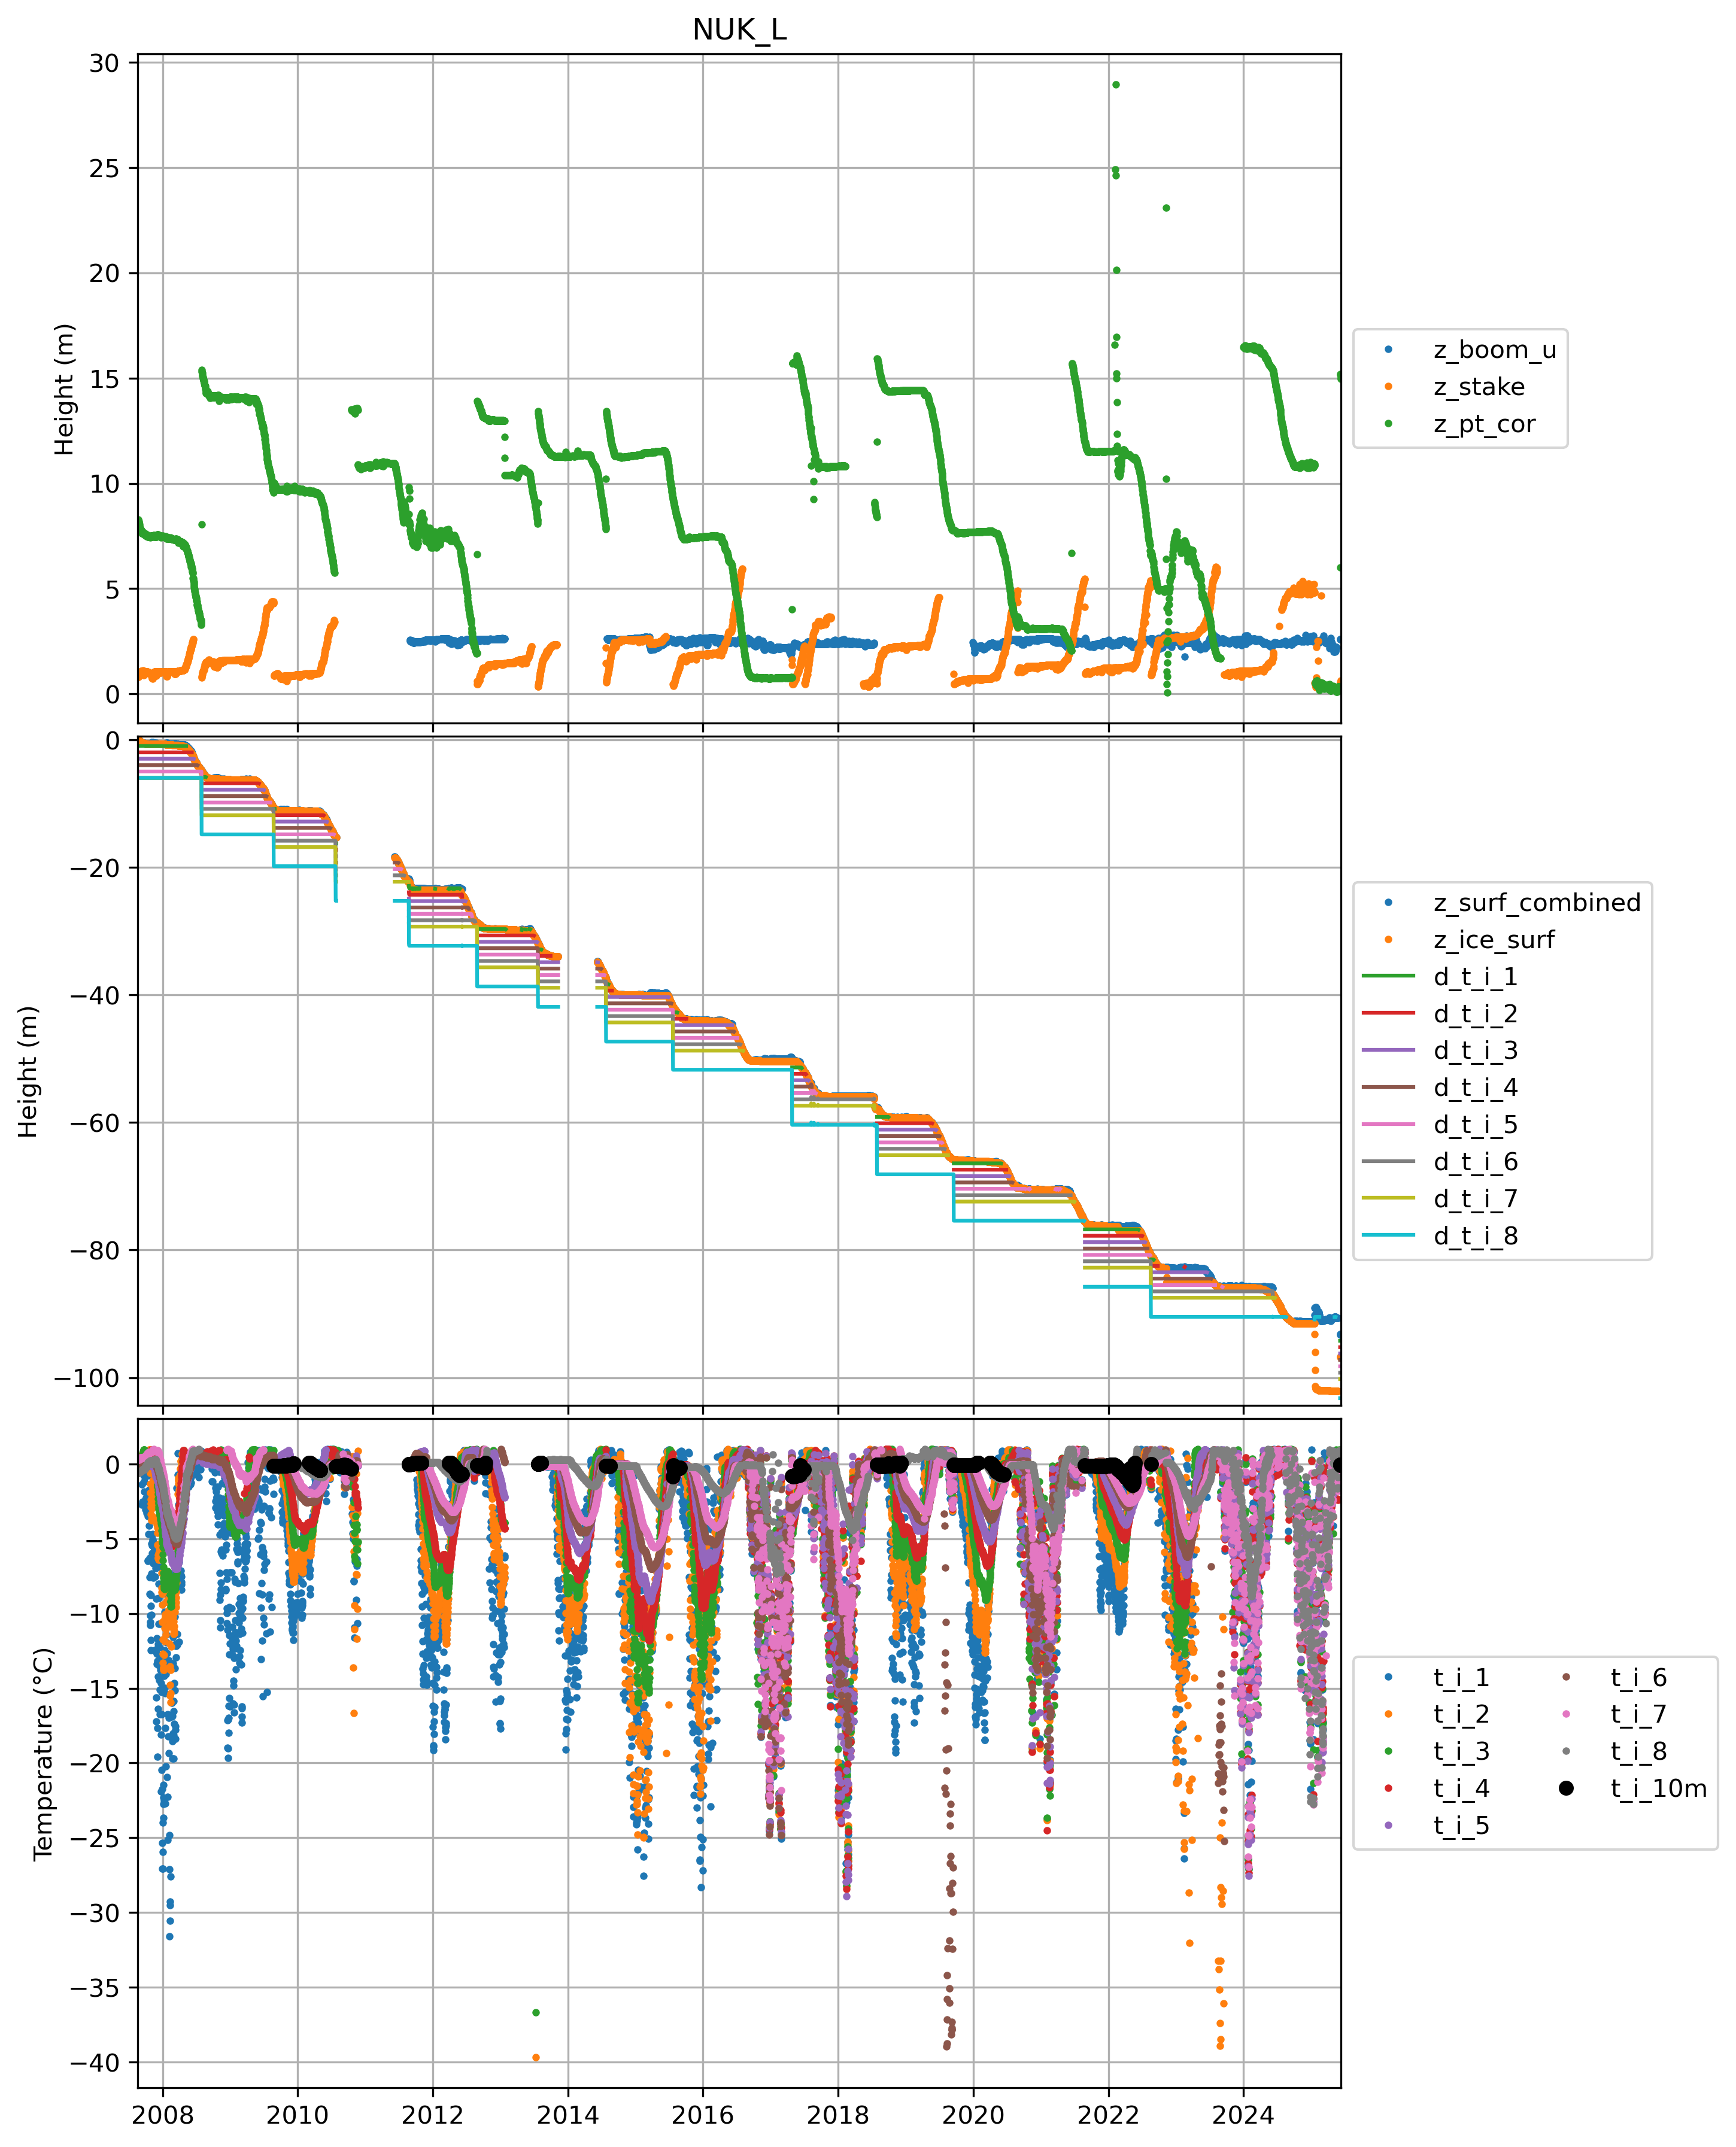 NUK_L
30
25
20
15
10
5
0
Height (m)
z_boom_u
z_stake
z_pt_cor
0
−20
−40
−60
−80
−100
Height (m)
z_surf_combined
z_ice_surf
d_t_i_1
d_t_i_2
d_t_i_3
d_t_i_4
d_t_i_5
d_t_i_6
d_t_i_7
d_t_i_8
0
−5
−10
−15
−20
−25
−30
−35
−40
Temperature (°C)
t_i_1
t_i_2
t_i_3
t_i_4
t_i_5
t_i_6
t_i_7
t_i_8
t_i_10m
2008 2010 2012 2014 2016 2018 2020 2022 2024